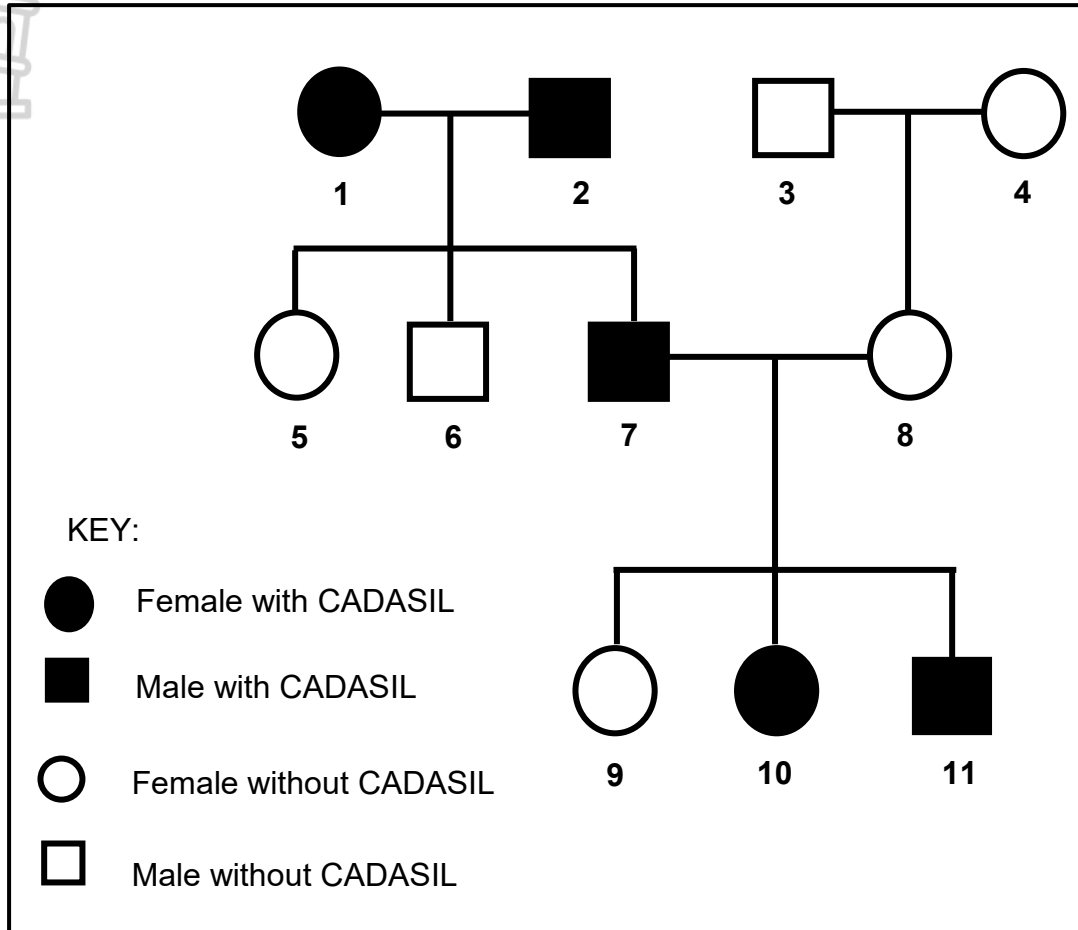 1 2 3 4
5 6 7 8
KEY:
Female with CADASIL
Male with CADASIL
Female without CADASIL
Male without CADASIL
9 10 11